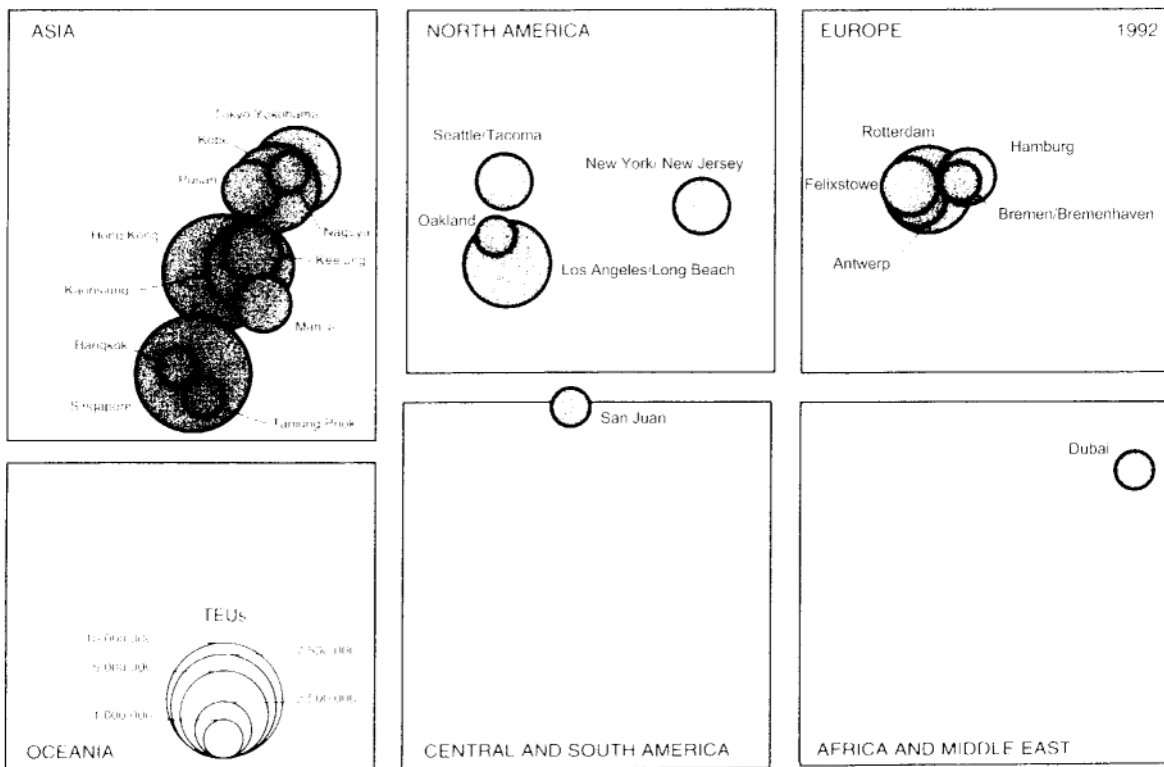 ASIA
Tokyo Yokohama
Kobe
Pusan
Hong Kong
Nagoya
Keelung
Kaohsiung
Manila
Bangkok
Singapore
Tanjung Priok
NORTH AMERICA
Seattle/Tacoma
New York/ New Jersey
Oakland
Los Angeles/Long Beach
EUROPE
1992
Rotterdam
Hamburg
Felixstowe
Bremen/Bremenhaven
Antwerp
TEUs
OCEANIA
San Juan
CENTRAL AND SOUTH AMERICA
Dubai
AFRICA AND MIDDLE EAST